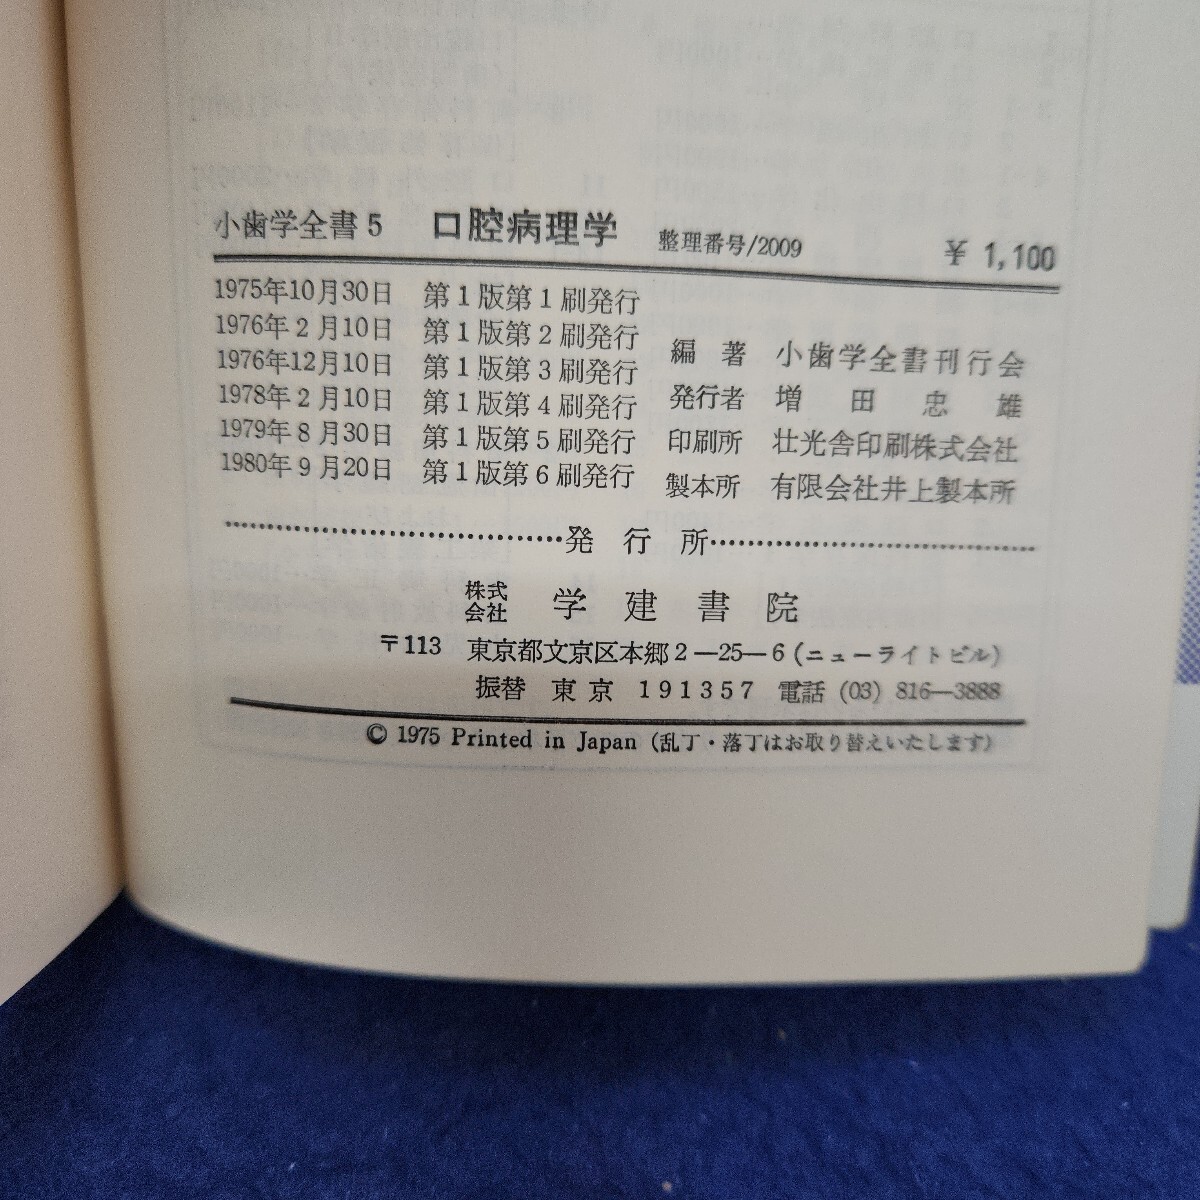 小歯学全書5 口腔病理学 整理番号/2009 ￥1,100
1975年10月30日 第1版第1刷発行
1976年2月10日 第1版第2刷発行
1976年12月10日 第1版第3刷発行
1978年2月10日 第1版第4刷発行
1979年8月30日 第1版第5刷発行
1980年9月20日 第1版第6刷発行
編著 小歯学全書刊行会
発行者 増田忠雄
印刷所 壮光舎印刷株式会社
製本所 有限会社井上製本所
発行所
株式会社 学建書院
〒113 東京都文京区本郷2—25—6(ニューライトビル)
振替 東京 191357 電話 (03) 816—3888
© 1975 Printed in Japan (乱丁・落丁はお取り替えいたします)